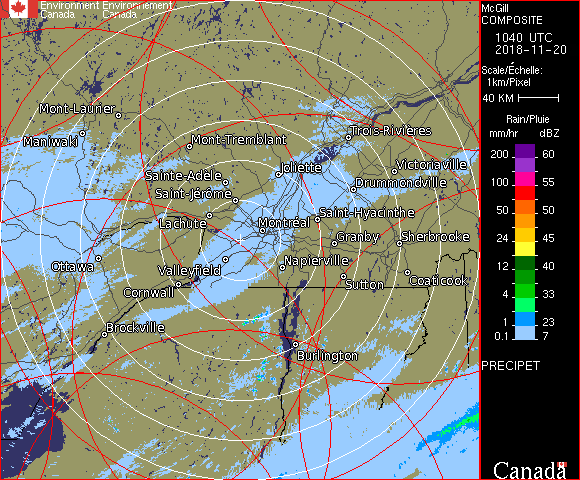 Environment Environnement
Canada Canada
McGill
COMPOSITE
1040 UTC
2018-11-20
Scale/Échelle:
1km/Pixel
40 KM
Rain/Pluie
mm/hr dBZ
200 60
100 55
50 50
24 45
12 40
4 33
1 23
0.1 7
PRECIPET
Canada
Mont-Laurier
Maniwaki
Mont-Tremblant
Trois-Rivières
Sainte-Adèle
Joliette
Victoriaville
Saint-Jérôme
Drummondville
Lachute
Montréal
Saint-Hyacinthe
Granby
Sherbrooke
Ottawa
Valleyfield
Napierville
Cornwall
Sutton
Coaticook
Brockville
Burlington